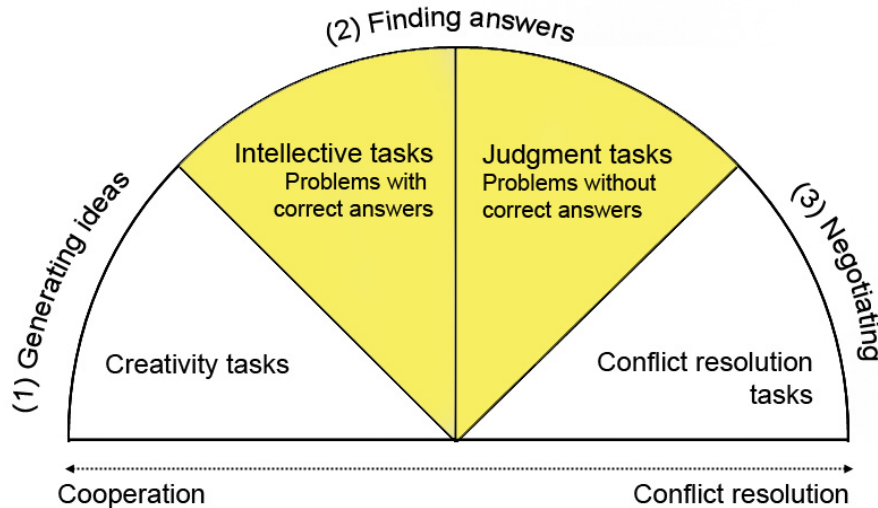 (2) Finding answers
(1) Generating ideas
(3) Negotiating
Intellective tasks
Problems with
correct answers
Judgment tasks
Problems without
correct answers
Creativity tasks
Conflict resolution
tasks
Cooperation
Conflict resolution